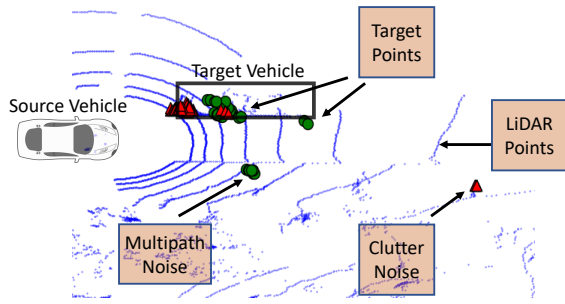 Target
Points
Target Vehicle
Source Vehicle
LiDAR
Points
Multipath
Noise
Clutter
Noise